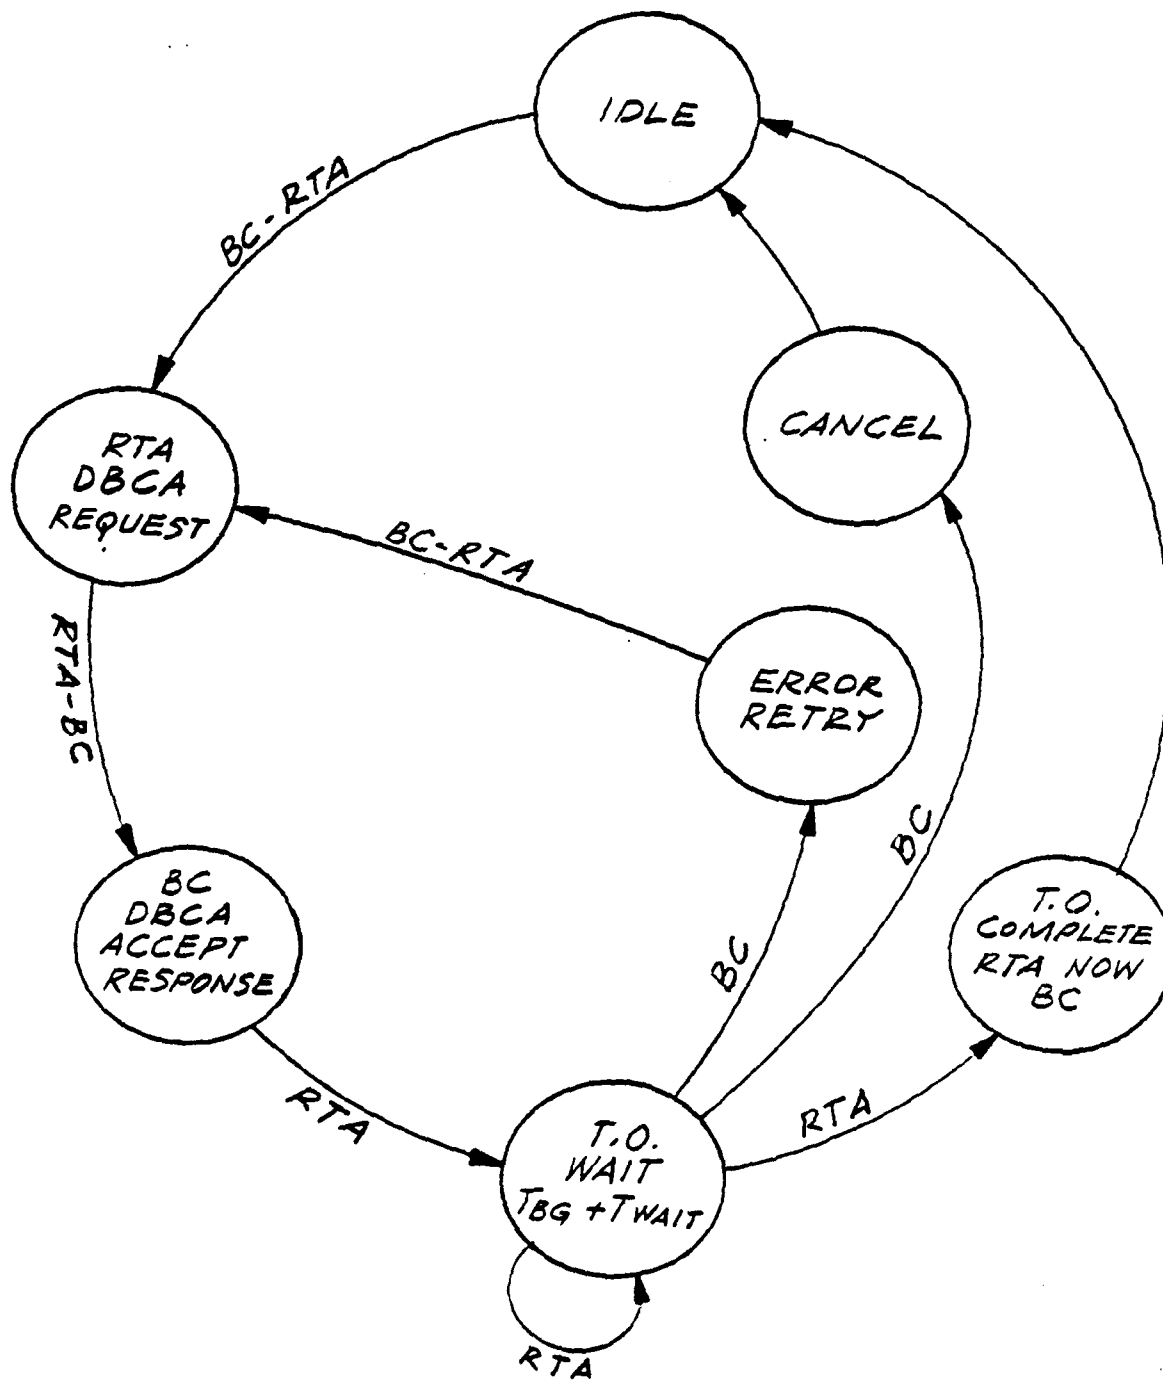 IDLE
BC-RTA
CANCEL
RTA
DBCA
REQUEST
BC-RTA
ERROR
RETRY
RTA-BC
BC
BC
DBCA
ACCEPT
RESPONSE
T.O.
COMPLETE
RTA NOW
BC
BC
RTA
RTA
T.O.
WAIT
TBG + TWAIT
RTA